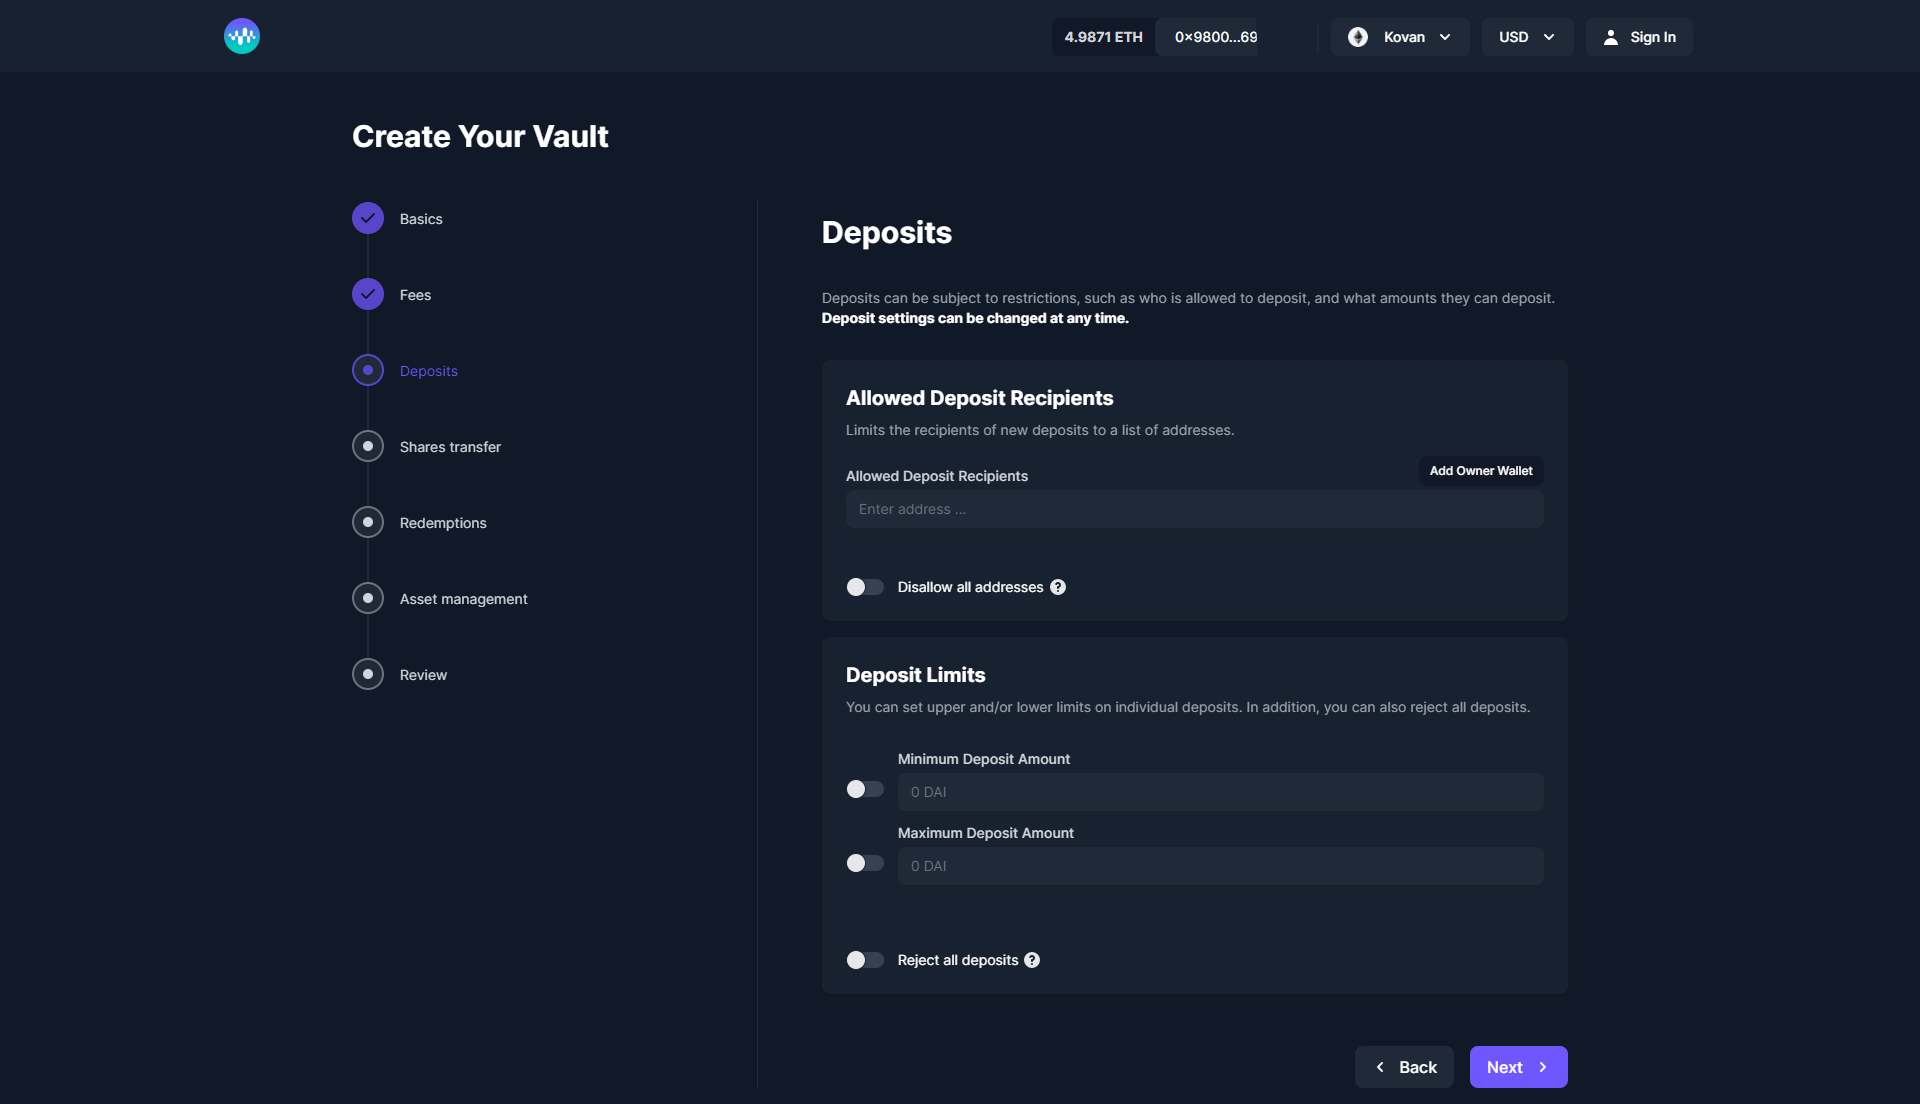 4.9871 ETH
0×9800...69
Kovan
USD
Sign In
Create Your Vault
Basics
Fees
Deposits
Shares transfer
Redemptions
Asset management
Review
Deposits
Deposits can be subject to restrictions, such as who is allowed to deposit, and what amounts they can deposit.
Deposit settings can be changed at any time.
Allowed Deposit Recipients
Limits the recipients of new deposits to a list of addresses.
Allowed Deposit Recipients
Add Owner Wallet
Enter address ...
Disallow all addresses ?
Deposit Limits
You can set upper and/or lower limits on individual deposits. In addition, you can also reject all deposits.
Minimum Deposit Amount
0 DAI
Maximum Deposit Amount
0 DAI
Reject all deposits ?
Back
Next